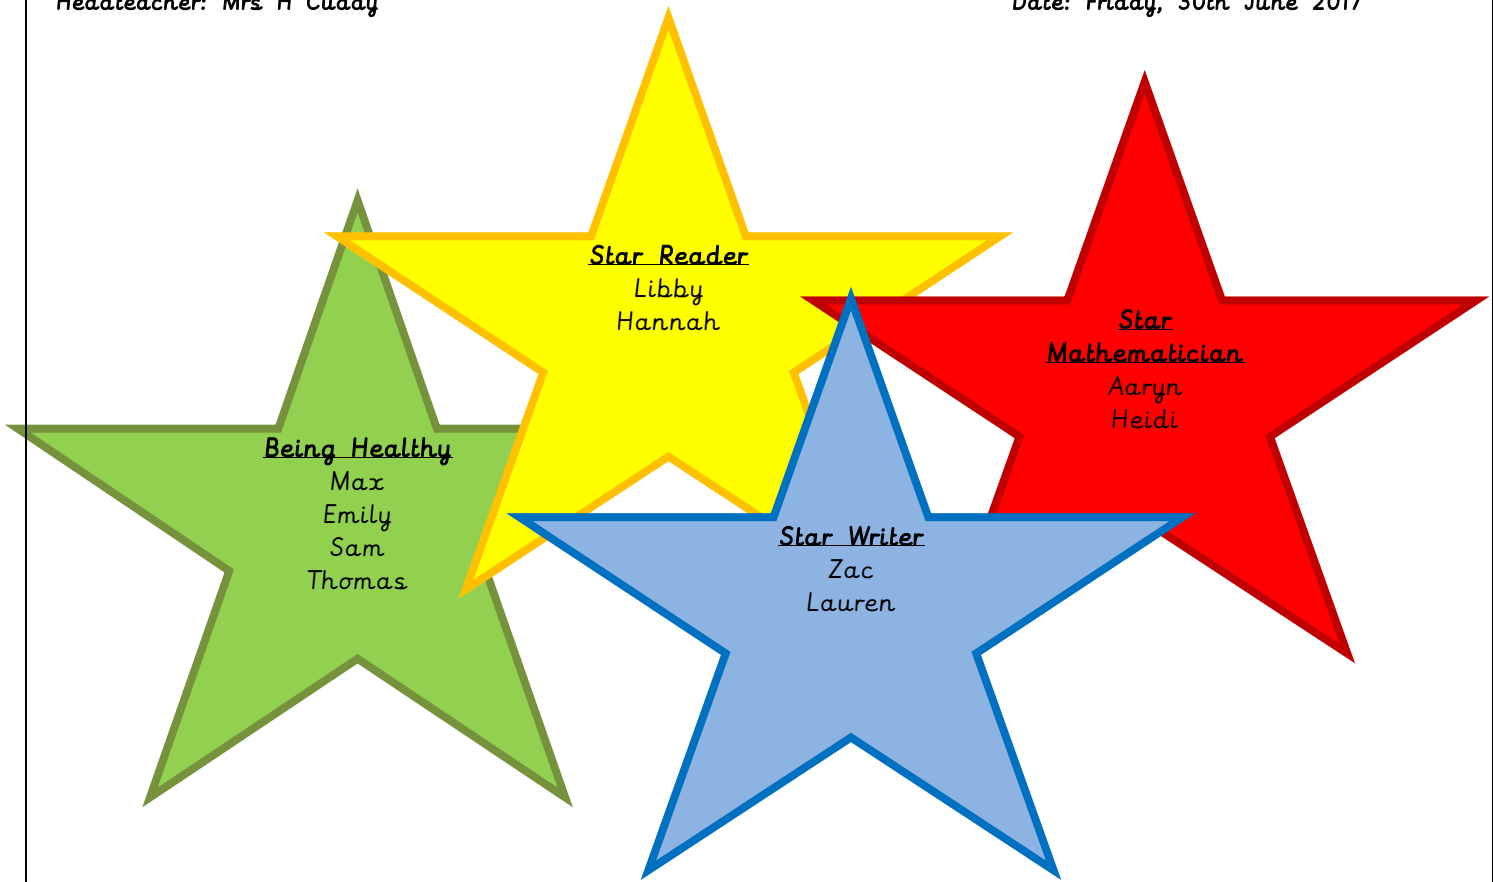 Headteacher: Mrs H Cuddy
Date: Friday, 30th June 2017
Star Reader
Libby
Hannah
Star
Mathematician
Aaryn
Heidi
Being Healthy
Max
Emily
Sam
Thomas
Star Writer
Zac
Lauren